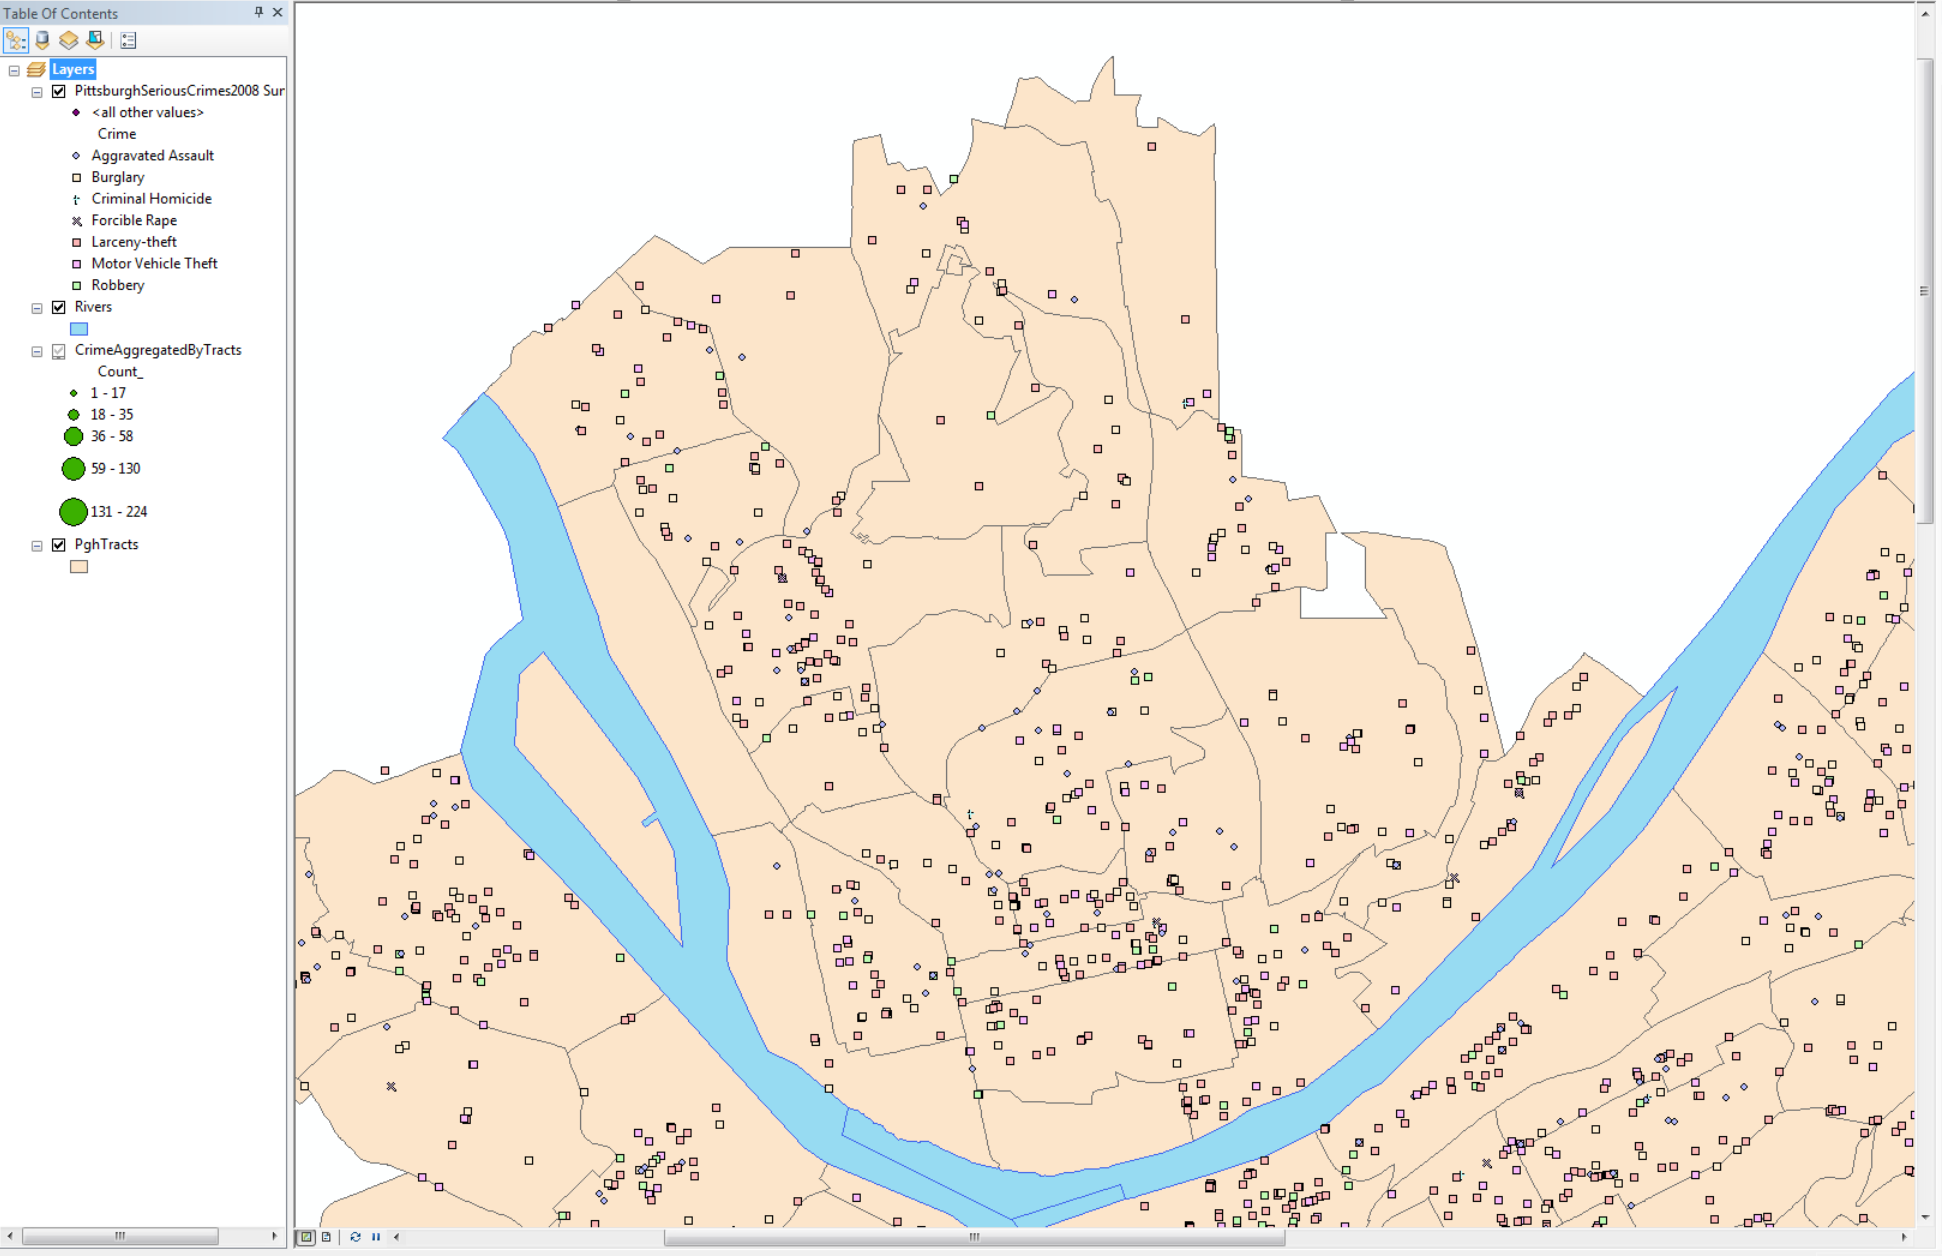 Table Of Contents
Layers
PittsburghSeriousCrimes2008 Sur
<all other values>
Crime
Aggravated Assault
Burglary
Criminal Homicide
Forcible Rape
Larceny-theft
Motor Vehicle Theft
Robbery
Rivers
CrimeAggregatedByTracts
Count_
1 - 17
18 - 35
36 - 58
59 - 130
131 - 224
PghTracts